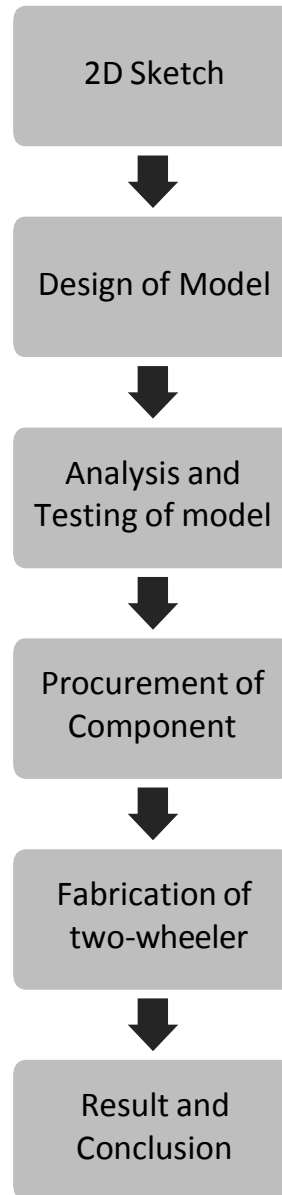 2D Sketch
Design of Model
Analysis and
Testing of model
Procurement of
Component
Fabrication of
two-wheeler
Result and
Conclusion